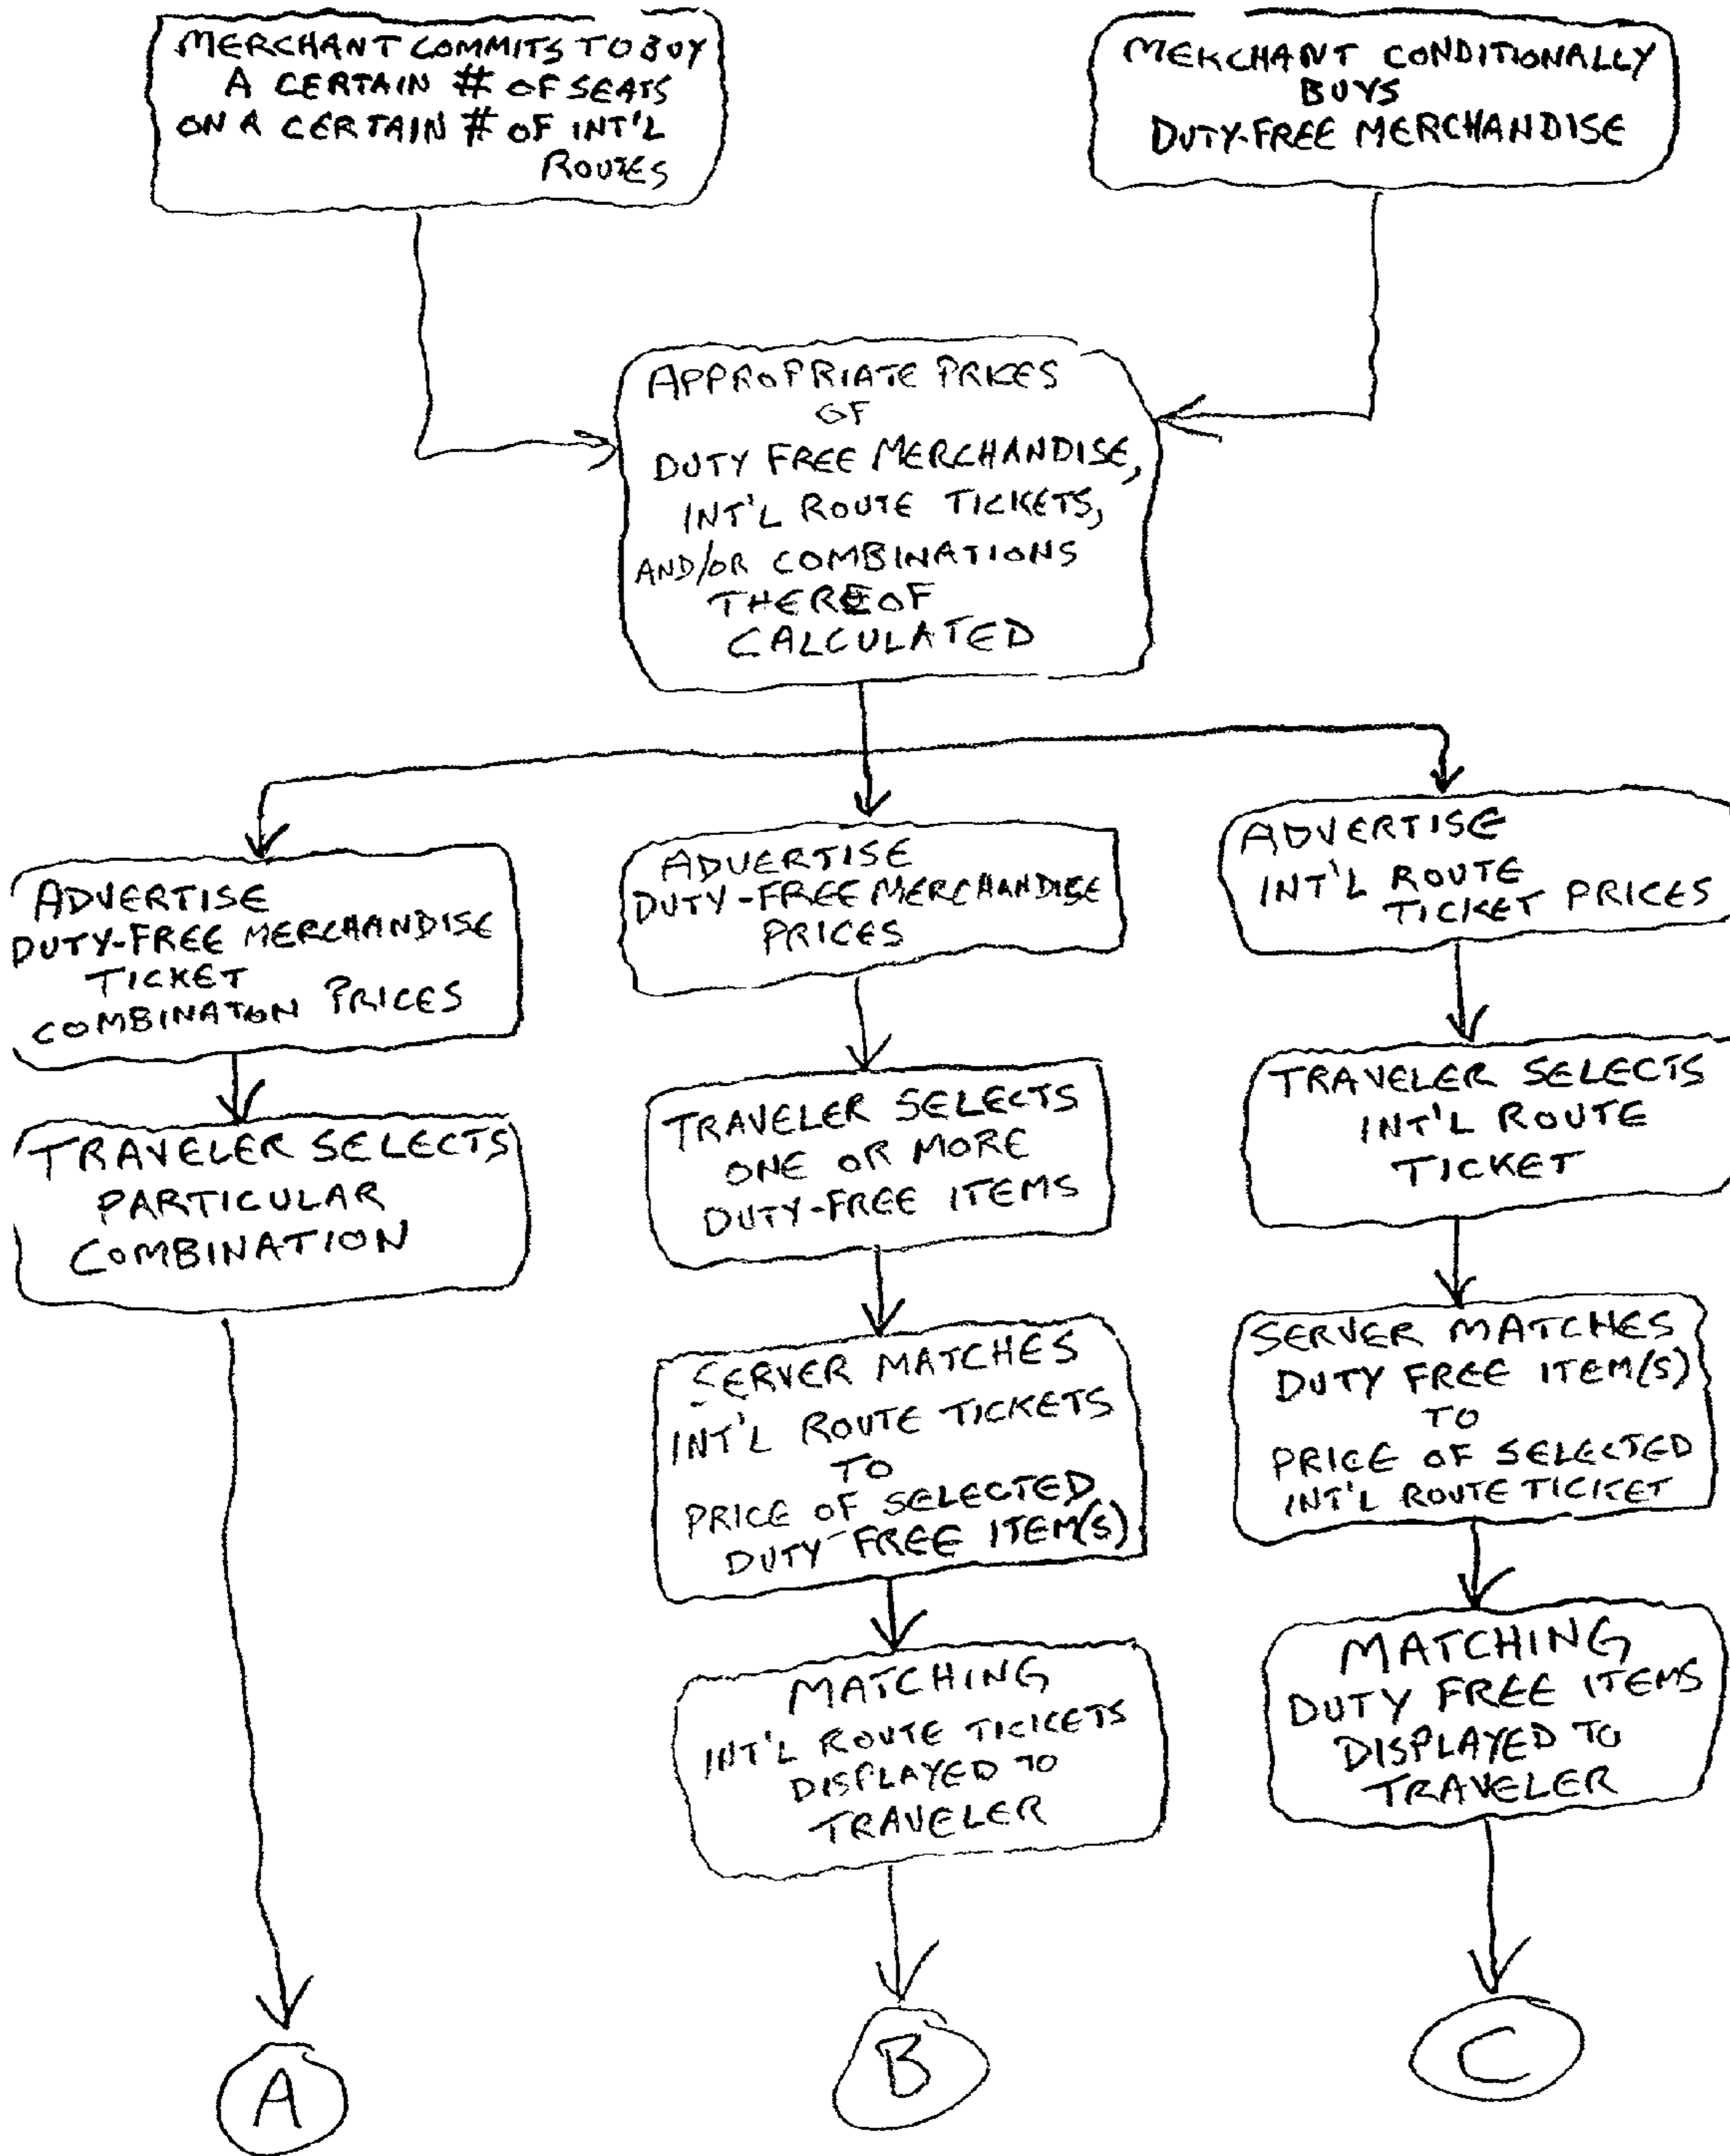 MERCHANT COMMITS TO BUY
A CERTAIN # OF SEATS
ON A CERTAIN # OF INT'L
ROUTES
MERCHANT CONDITIONALLY
BUYS
DUTY-FREE MERCHANDISE
APPROPRIATE PRICES
OF
DUTY FREE MERCHANDISE,
INT'L ROUTE TICKETS,
AND/OR COMBINATIONS
THEREOF
CALCULATED
ADVERTISE
DUTY-FREE MERCHANDISE
TICKET
COMBINATON PRICES
TRAVELER SELECTS
PARTICULAR
COMBINATION
A
ADVERTISE
DUTY-FREE MERCHANDISE
PRICES
TRAVELER SELECTS
ONE OR MORE
DUTY-FREE ITEMS
SERVER MATCHES
INT'L ROUTE TICKETS
TO
PRICE OF SELECTED
DUTY FREE ITEM(S)
MATCHING
INT'L ROUTE TICKETS
DISPLAYED TO
TRAVELER
B
ADVERTISE
INT'L ROUTE
TICKET PRICES
TRAVELER SELECTS
INT'L ROUTE
TICKET
SERVER MATCHES
DUTY FREE ITEM(S)
TO
PRICE OF SELECTED
INT'L ROUTE TICKET
MATCHING
DUTY FREE ITEMS
DISPLAYED TO
TRAVELER
C